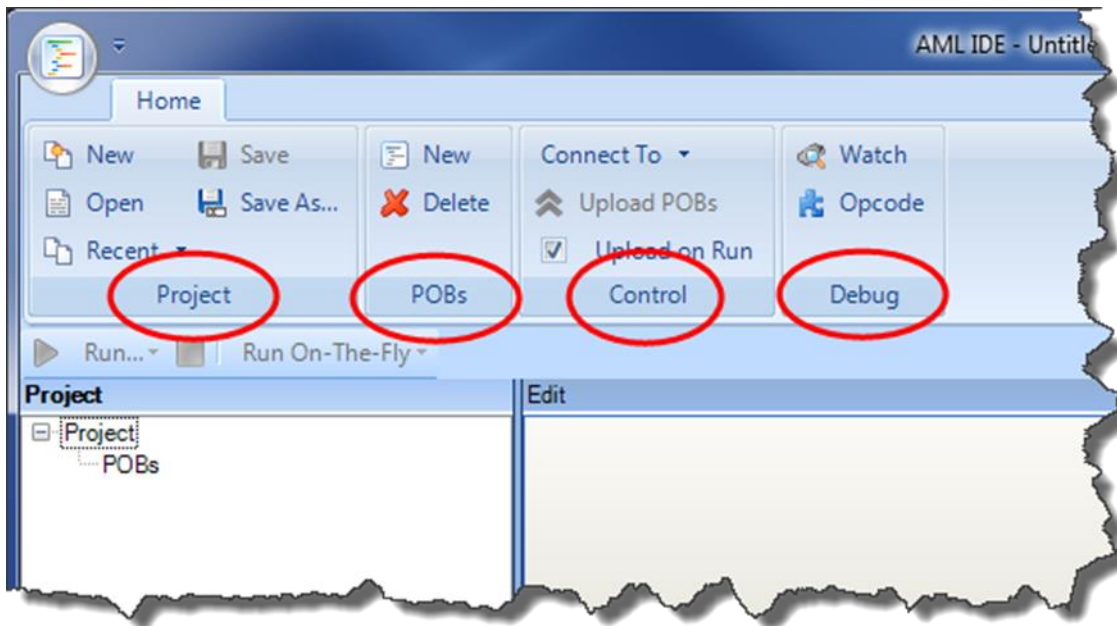 AML IDE - Untitle
Home
New Save New Connect To Watch
Open Save As... Delete Upload POBs Opcode
Recent Upload on Run
Project POBs Control Debug
Run... Run On-The-Fly
Project Edit
Project
POBs